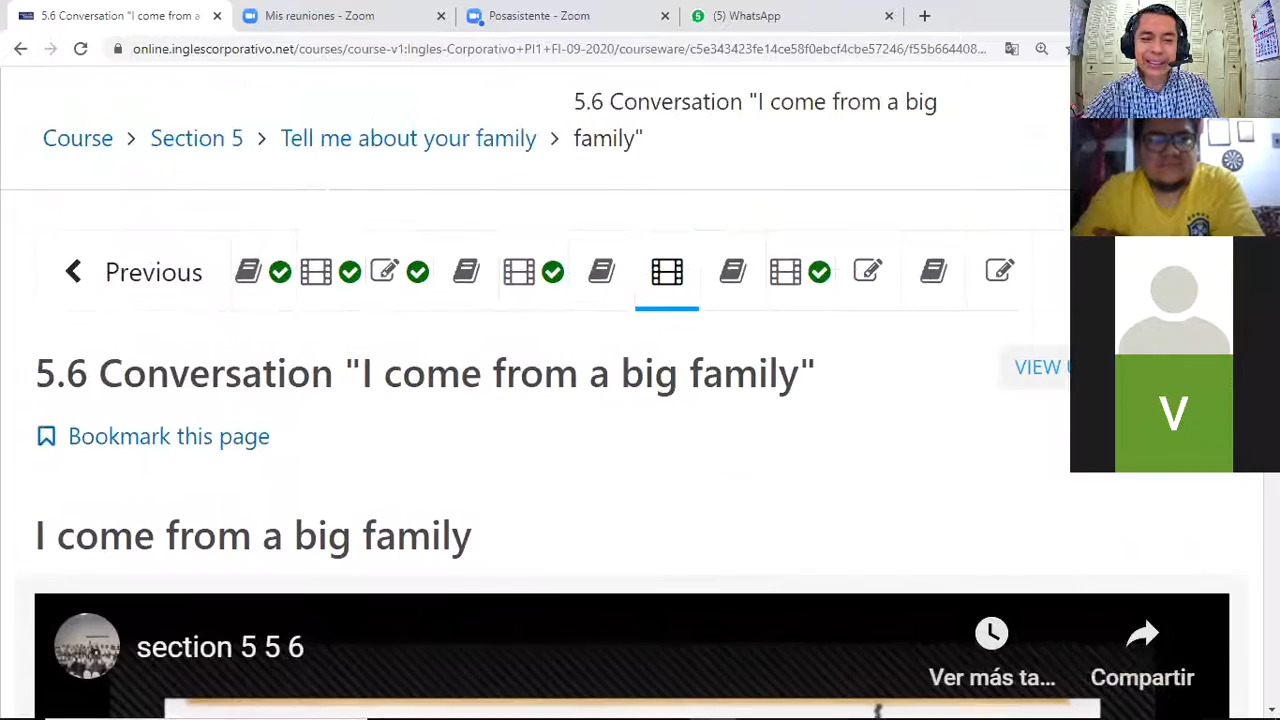 5.6 Conversation "I come from a
Mis reuniones - Zoom
Posasistente - Zoom
(5) WhatsApp
5
online.inglescorporativo.net/courses/course-v1:Ingles-Corporativo+PI1+FI-09-2020/courseware/c5e343423fe14ce58f0eb1f4cbe57249/f55b664408...
Course > Section 5 > Tell me about your family > 5.6 Conversation "I come from a big
family"
Previous
5.6 Conversation "I come from a big family"
VIEW
Bookmark this page
I come from a big family
section 5 5 6
Ver más ta...
Compartir
V